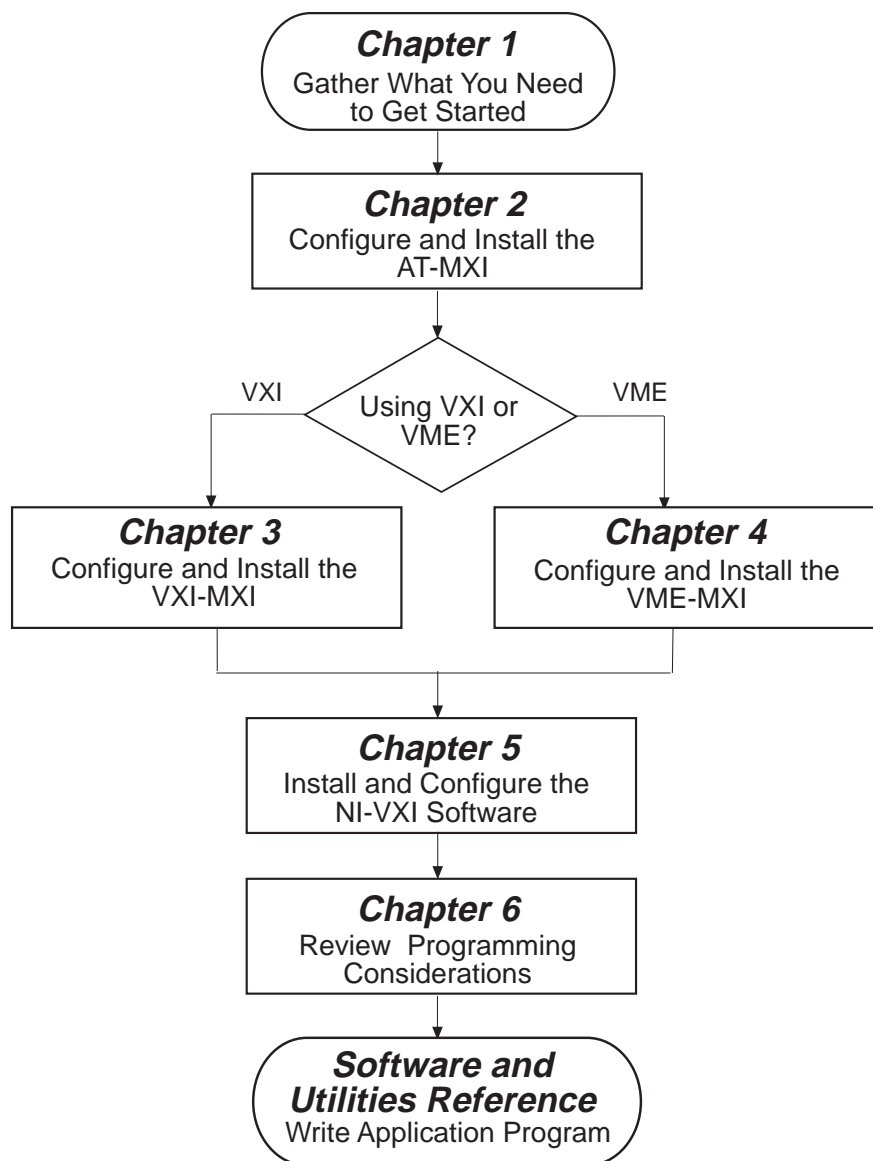 Chapter 1
Gather What You Need
to Get Started
Chapter 2
Configure and Install the
AT-MXI
VXI
Using VXI or
VME?
VME
Chapter 3
Configure and Install the
VXI-MXI
Chapter 4
Configure and Install the
VME-MXI
Chapter 5
Install and Configure the
NI-VXI Software
Chapter 6
Review Programming
Considerations
Software and
Utilities Reference
Write Application Program